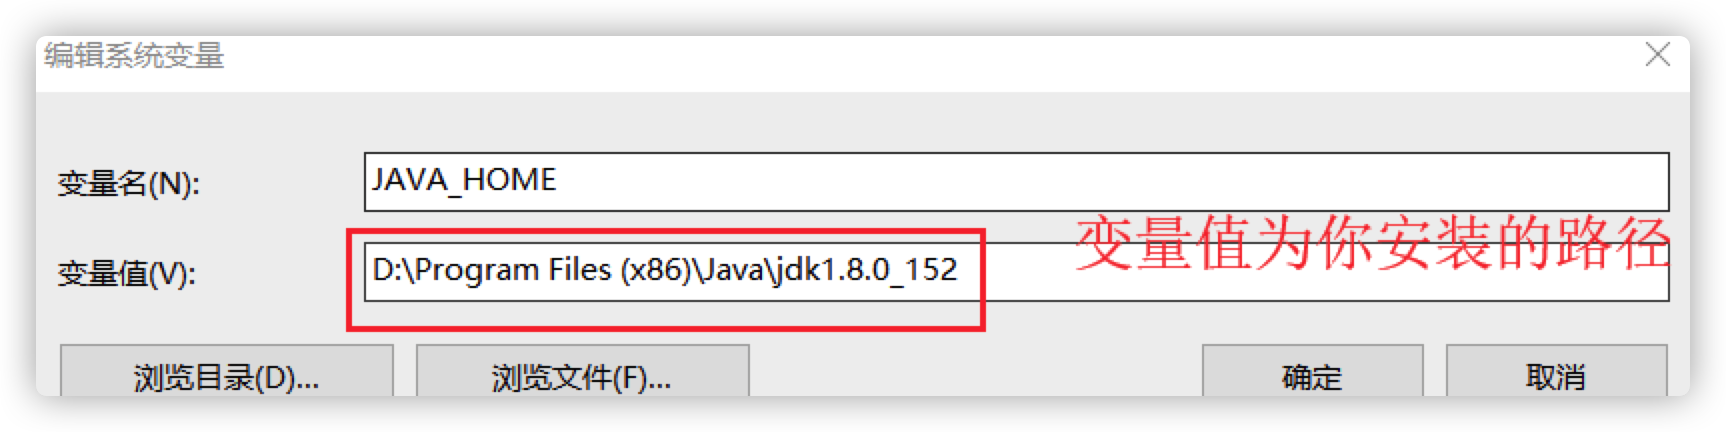 编辑系统变量
变量名(N):
JAVA_HOME
变量值为你安装的路径
变量值(V):
D:\Program Files (x86)\Java\jdk1.8.0_152
浏览目录(D)...
浏览文件(F)...
确定
取消